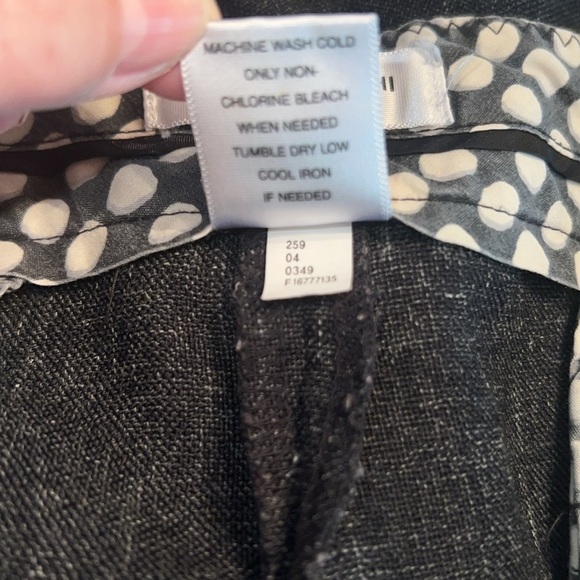 MACHINE WASH COLD
ONLY NON-
CHLORINE BLEACH
WHEN NEEDED
TUMBLE DRY LOW
COOL IRON
IF NEEDED
259
04
0349
F16777135